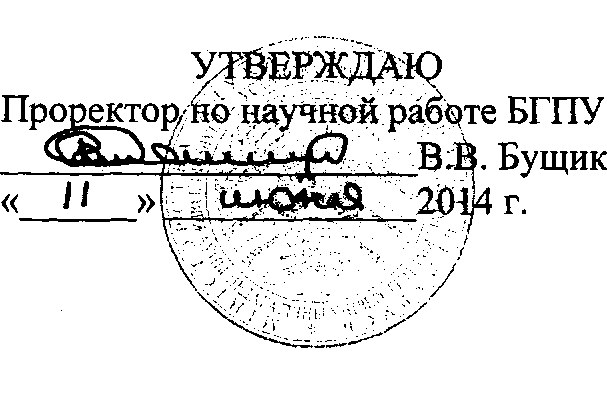 УТВЕРЖДАЮ
Проректор по научной работе БГПУ
В.В. Бущик
« 11 » июня 2014 г.